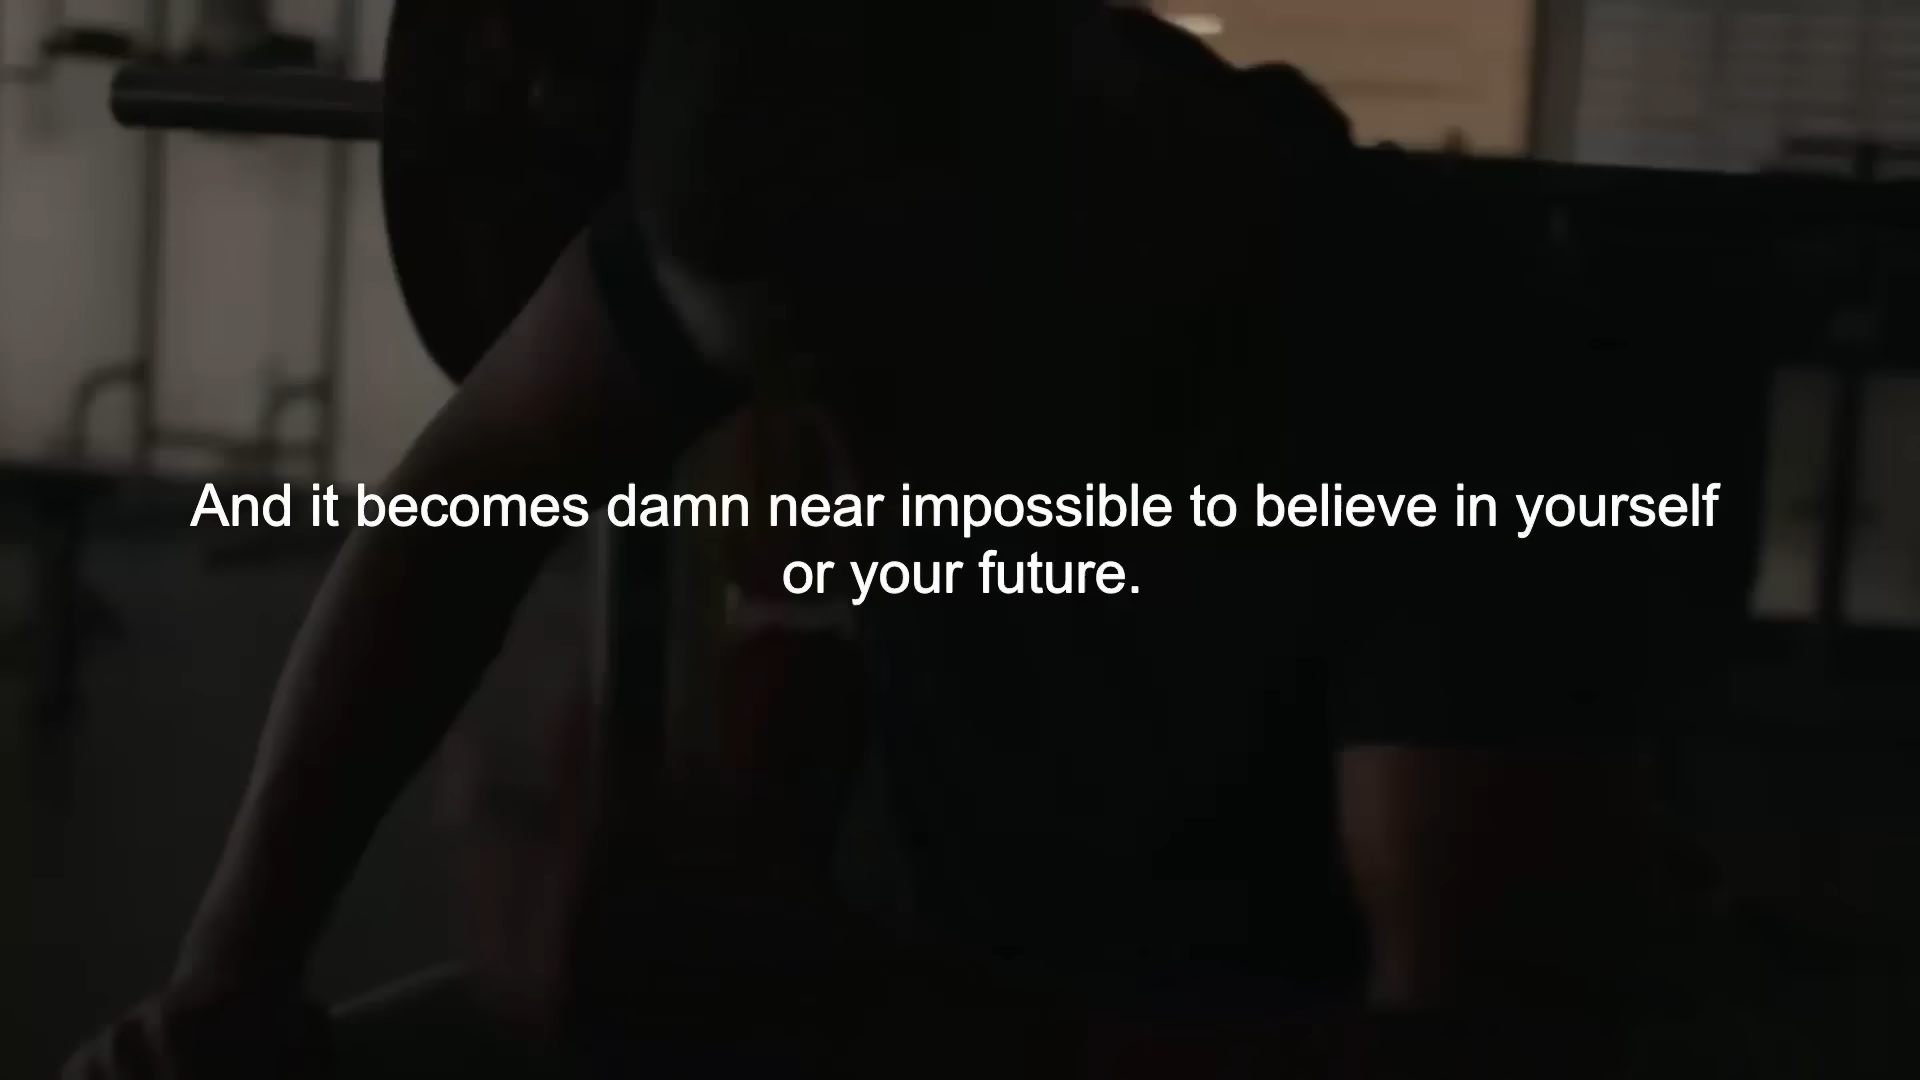 And it becomes damn near impossible to believe in yourself
or your future.